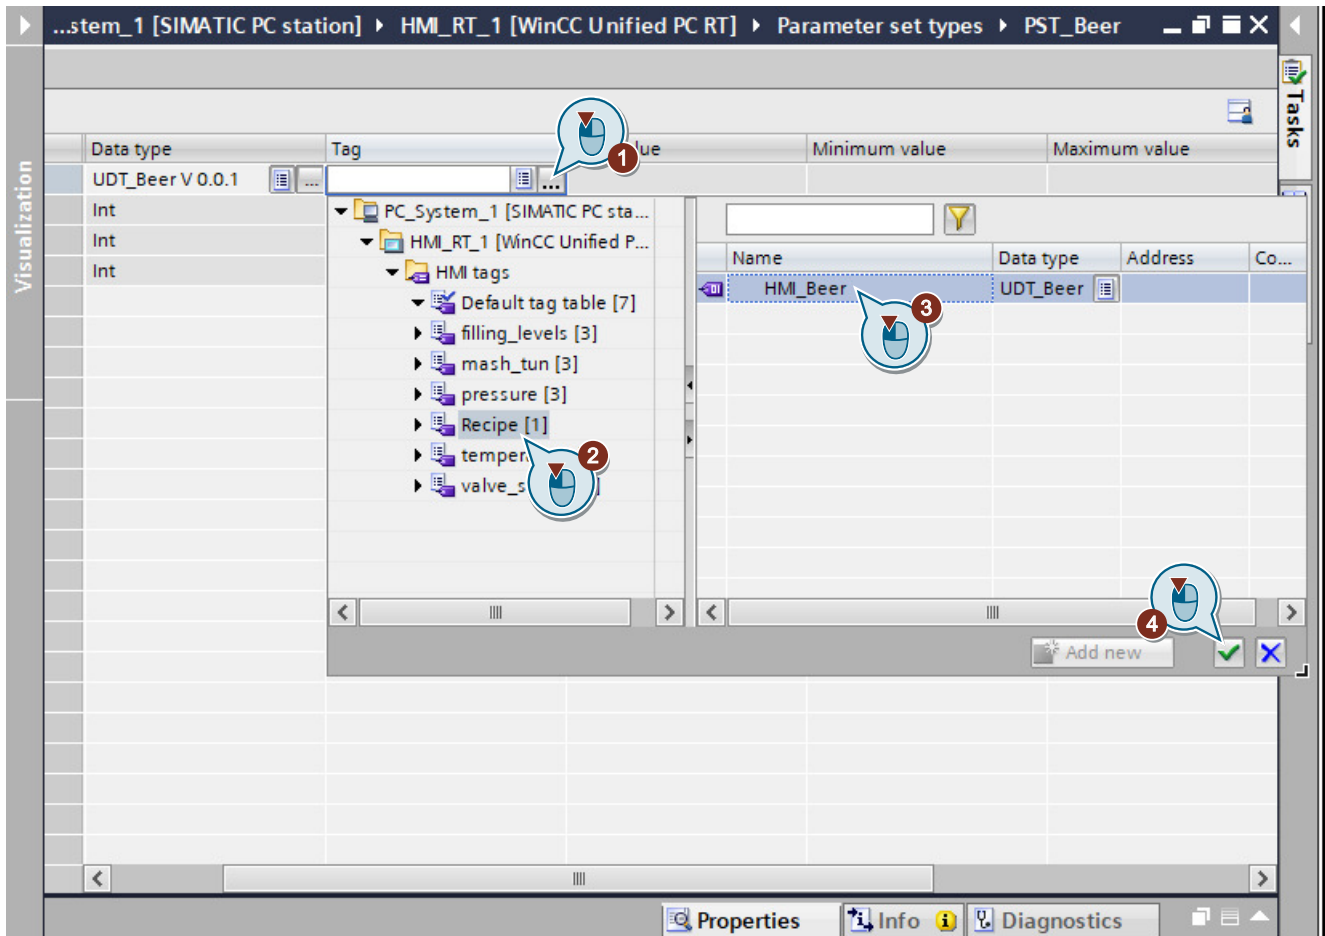 ...stem_1 [SIMATIC PC station] HMI_RT_1 [WinCC Unified PC RT] Parameter set types PST_Beer
Tasks
Visualization
Data type Tag Minimum value Maximum value
1
UDT_Beer V 0.0.1 ... ...
Int
Int
Int
PC_System_1 [SIMATIC PC sta...
HMI_RT_1 [WinCC Unified P...
HMI tags
Default tag table [7]
filling_levels [3]
mash_tun [3]
pressure [3]
Recipe [1]
2
Name Data type Address Co...
HMI_Beer UDT_Beer
3
4
Add new
Properties Info Diagnostics